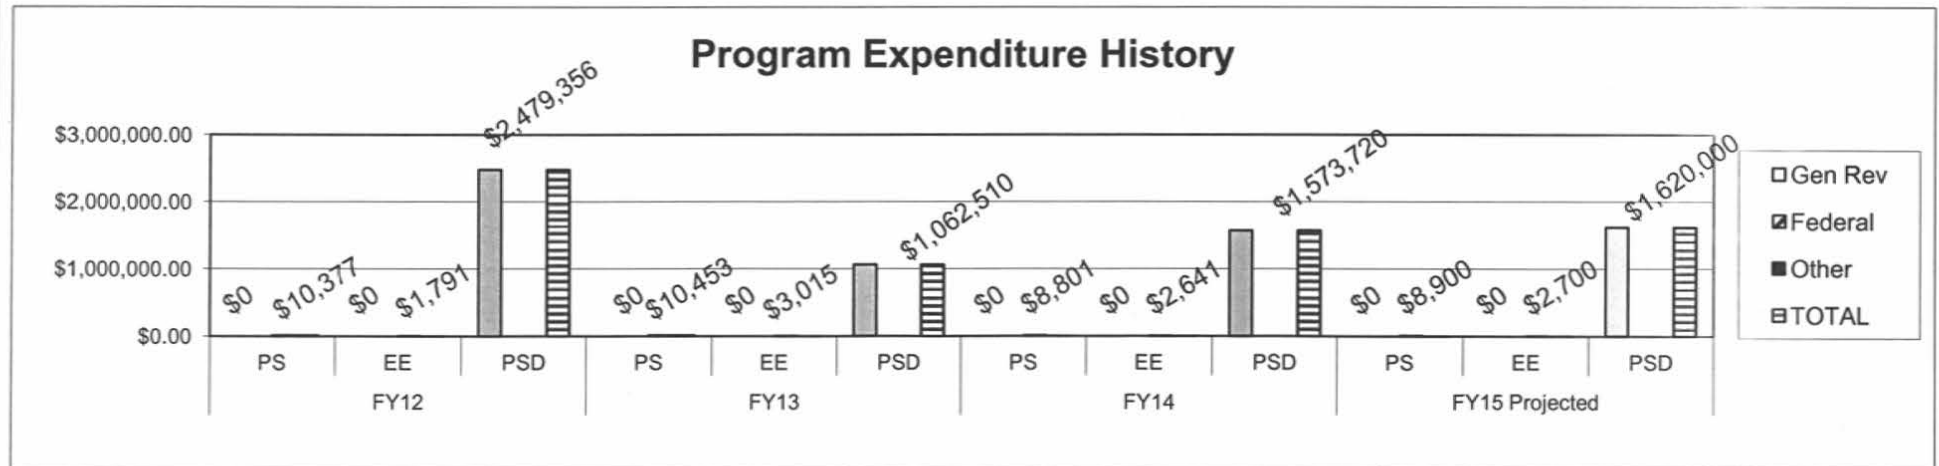 Program Expenditure History
$3,000,000.00
$2,000,000.00
$1,000,000.00
$0.00
$0
$10,377
$0
$1,791
$2,479,356
$0
$10,453
$0
$3,015
$1,062,510
$0
$8,801
$0
$2,641
$1,573,720
$0
$8,900
$0
$2,700
$1,620,000
PS
EE
PSD
PS
EE
PSD
PS
EE
PSD
PS
EE
PSD
FY12
FY13
FY14
FY15 Projected
Gen Rev
Federal
Other
TOTAL